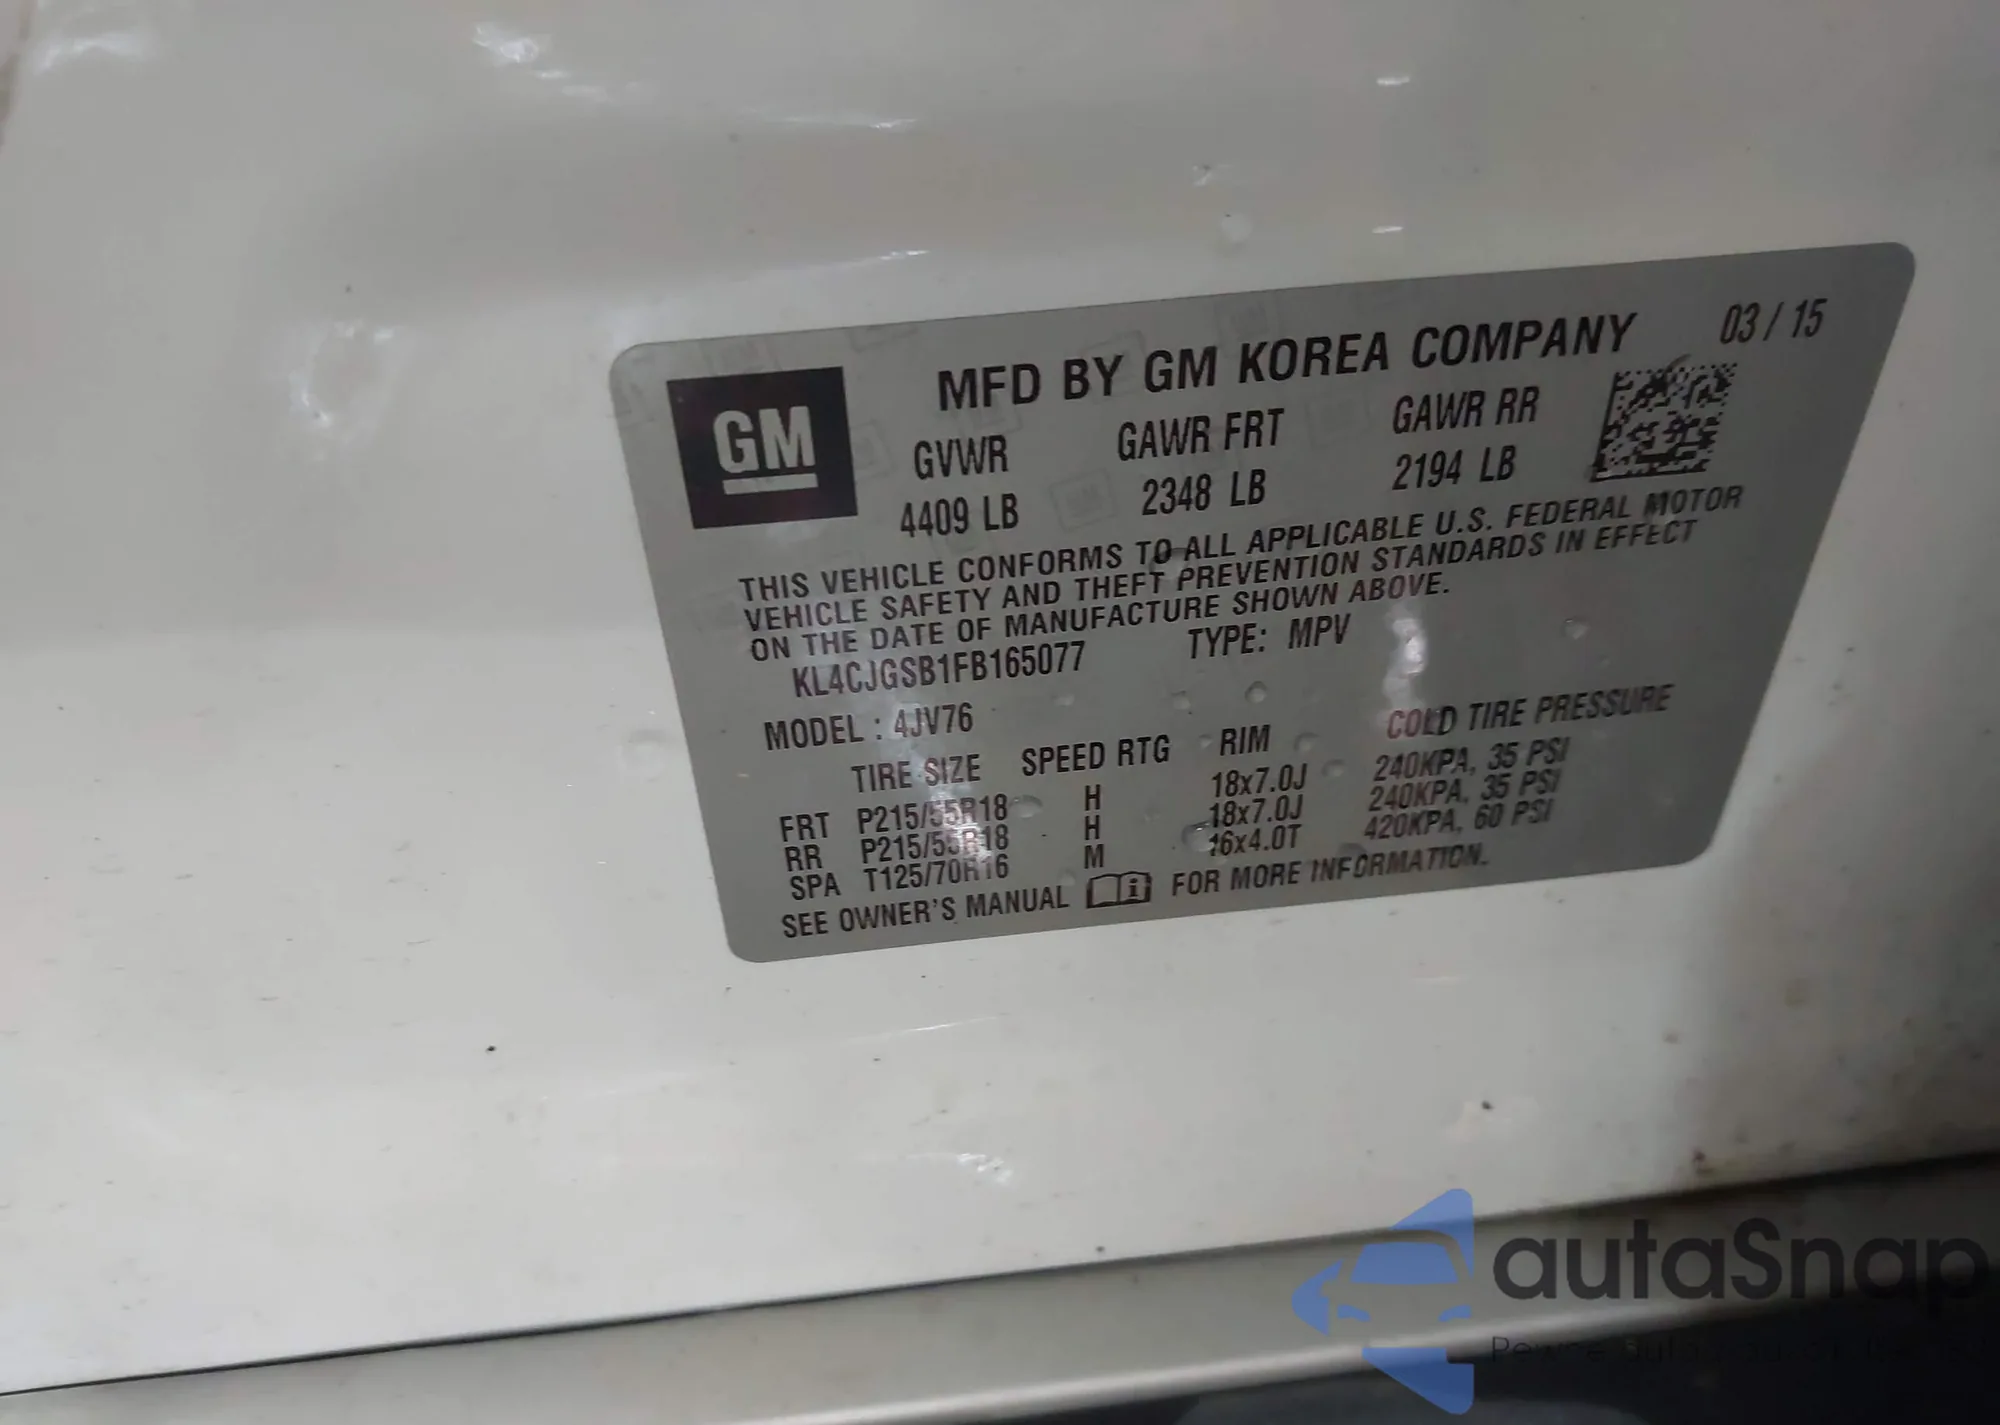 GM
MFD BY GM KOREA COMPANY 03 / 15
GVWR GAWR FRT GAWR RR
4409 LB 2348 LB 2194 LB
THIS VEHICLE CONFORMS TO ALL APPLICABLE U.S. FEDERAL MOTOR
VEHICLE SAFETY AND THEFT PREVENTION STANDARDS IN EFFECT
ON THE DATE OF MANUFACTURE SHOWN ABOVE.
KL4CJGSB1FB165077 TYPE: MPV
MODEL : 4JV76
TIRE SIZE SPEED RTG RIM COLD TIRE PRESSURE
FRT P215/55R18 H 18x7.0J 240KPA, 35 PSI
RR P215/55R18 H 18x7.0J 240KPA, 35 PSI
SPA T125/70R16 M 16x4.0T 420KPA, 60 PSI
SEE OWNER'S MANUAL FOR MORE INFORMATION.
autaSnap